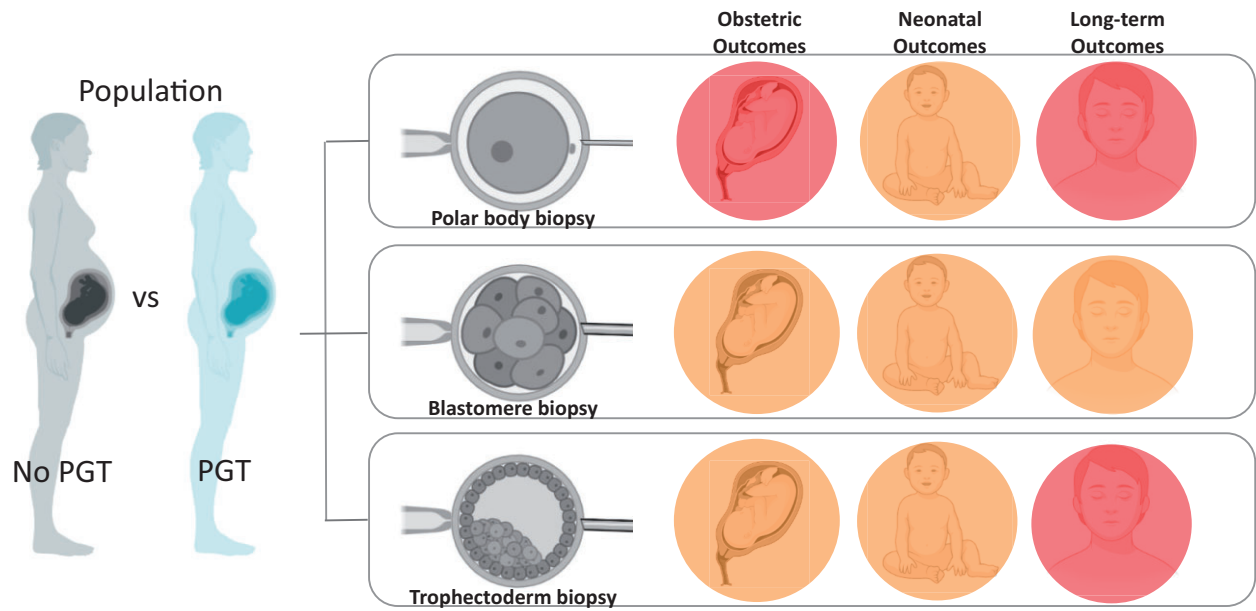 Obstetric
Outcomes
Neonatal
Outcomes
Long-term
Outcomes
Population
Polar body biopsy
vs
Blastomere biopsy
No PGT
PGT
Trophectoderm biopsy